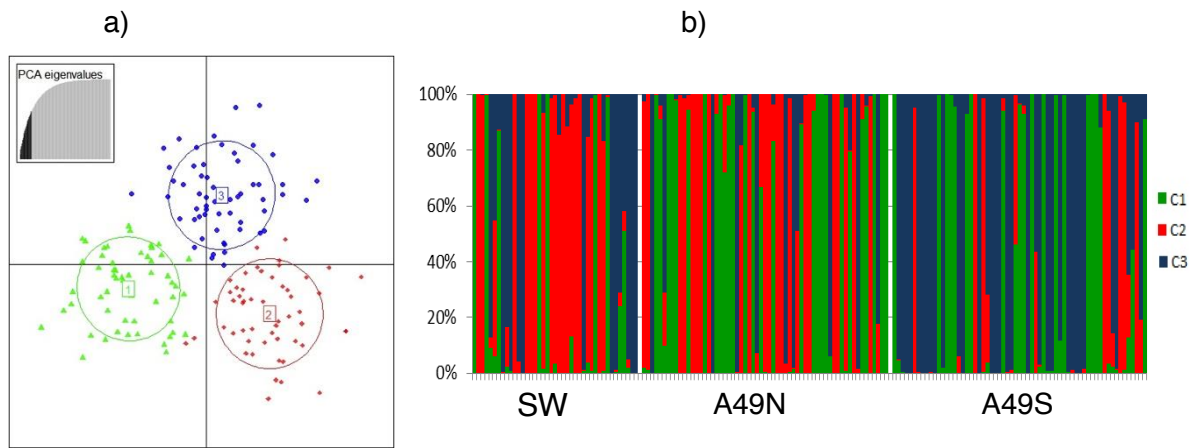 a)
b)
PCA eigenvalues
3
1
2
100%
80%
60%
40%
20%
0%
C1
C2
C3
SW A49N A49S